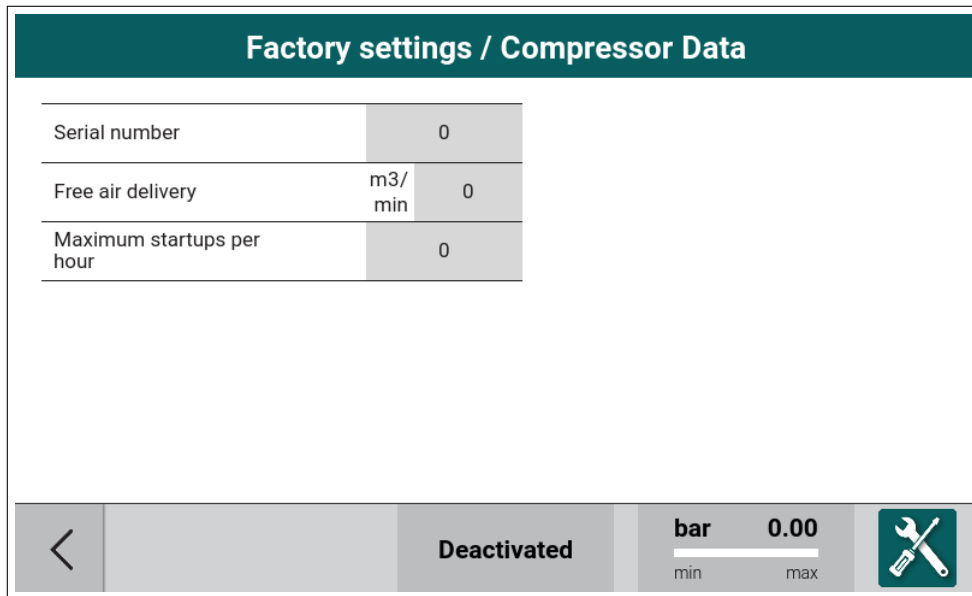 Factory settings / Compressor Data
Serial number 0
Free air delivery m3/
min 0
Maximum startups per
hour 0
Deactivated
bar 0.00
min max